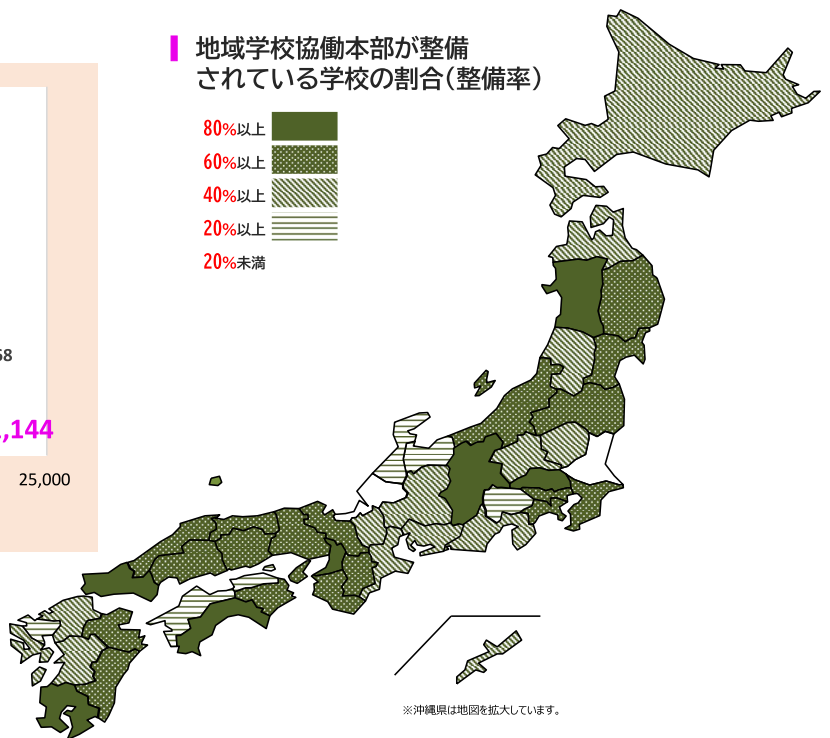 地域学校協働本部が整備
されている学校の割合(整備率)
80%以上
60%以上
40%以上
20%以上
20%未満
,144
25,000
※沖縄県は地図を拡大しています。